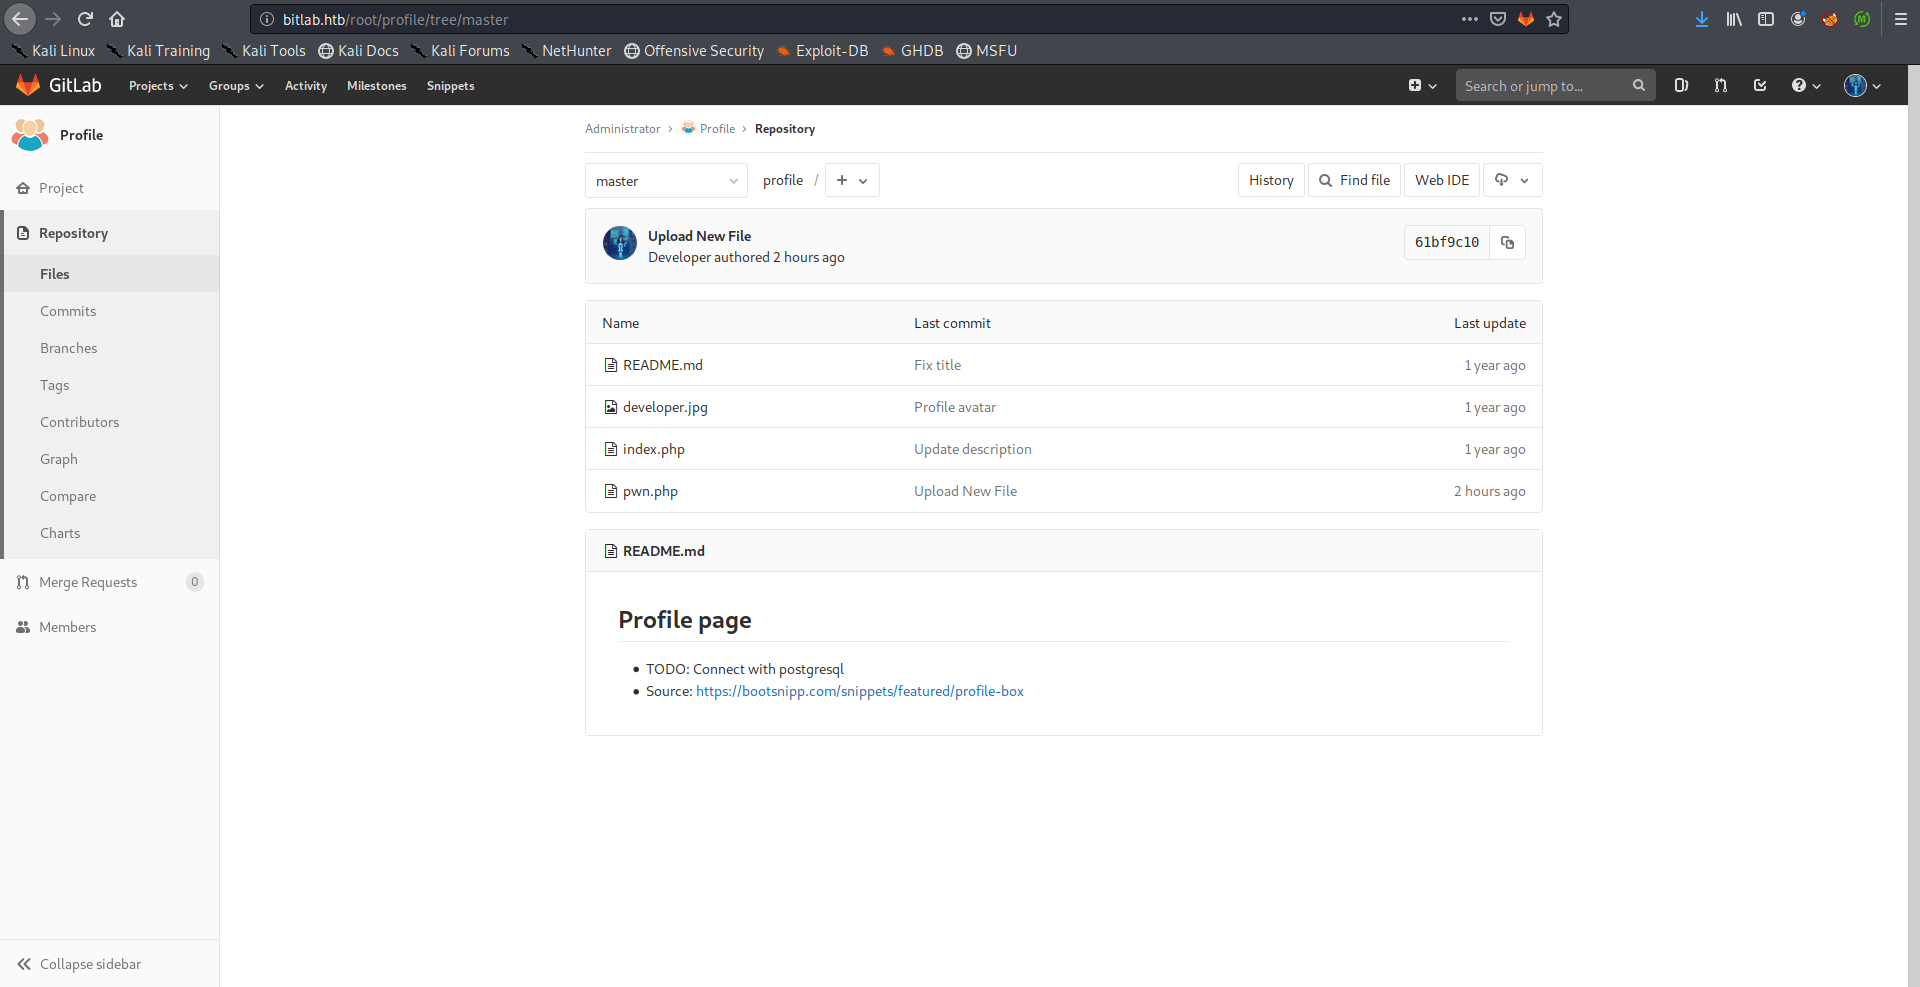 bitlab.htb/root/profile/tree/master
Kali Linux Kali Training Kali Tools Kali Docs Kali Forums NetHunter Offensive Security Exploit-DB GHDB MSFU
GitLab Projects Groups Activity Milestones Snippets Search or jump to...
Profile
Project
Repository
Files
Commits
Branches
Tags
Contributors
Graph
Compare
Charts
Merge Requests 0
Members
Collapse sidebar
Administrator > Profile > Repository
master profile / + History Find file Web IDE
Upload New File
Developer authored 2 hours ago
61bf9c10
Name Last commit Last update
README.md Fix title 1 year ago
developer.jpg Profile avatar 1 year ago
index.php Update description 1 year ago
pwn.php Upload New File 2 hours ago
README.md
Profile page
• TODO: Connect with postgresql
• Source: https://bootsnipp.com/snippets/featured/profile-box